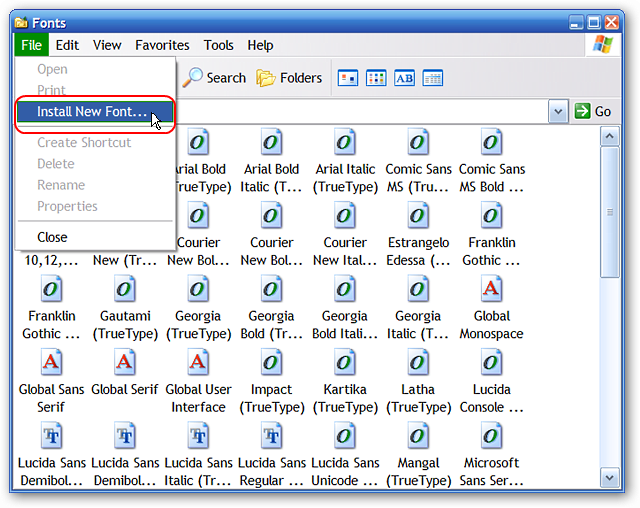 Fonts
File Edit View Favorites Tools Help
Open
Print
Install New Font...
Create Shortcut
Delete
Rename
Properties
Close
Search Folders
Go
Arial Bold Arial Bold Arial Italic Comic Sans Comic Sans
(TrueType) Italic (T... (TrueType) MS (Tru... MS Bold ...
Courier Courier Courier Estrangelo Franklin
10,12,... New (Tr... New Bol... New Bol... New Ital... Edessa (... Gothic ...
Franklin Gautami Georgia Georgia Georgia Georgia Global
Gothic ... (TrueType) (TrueType) Bold (Tr... Bold Itali... Italic (T... Monospace
Global Sans Global Serif Global User Impact Kartika Latha Lucida
Serif Interface (TrueType) (TrueType) (TrueType) Console ...
Lucida Sans Lucida Sans Lucida Sans Lucida Sans Lucida Sans Mangal Microsoft
Demibol... Demibol... Italic (Tr... Regular ... Unicode ... (TrueType) Sans Ser...